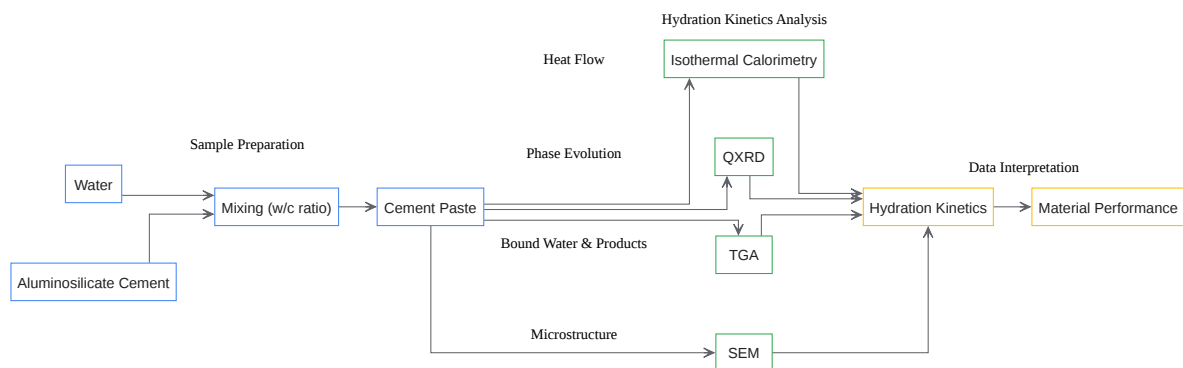 Hydration Kinetics Analysis
Heat Flow
Isothermal Calorimetry
Sample Preparation
Phase Evolution
QXRD
Data Interpretation
Water
Mixing (w/c ratio)
Cement Paste
Hydration Kinetics
Material Performance
Bound Water & Products
TGA
Aluminosilicate Cement
Microstructure
SEM